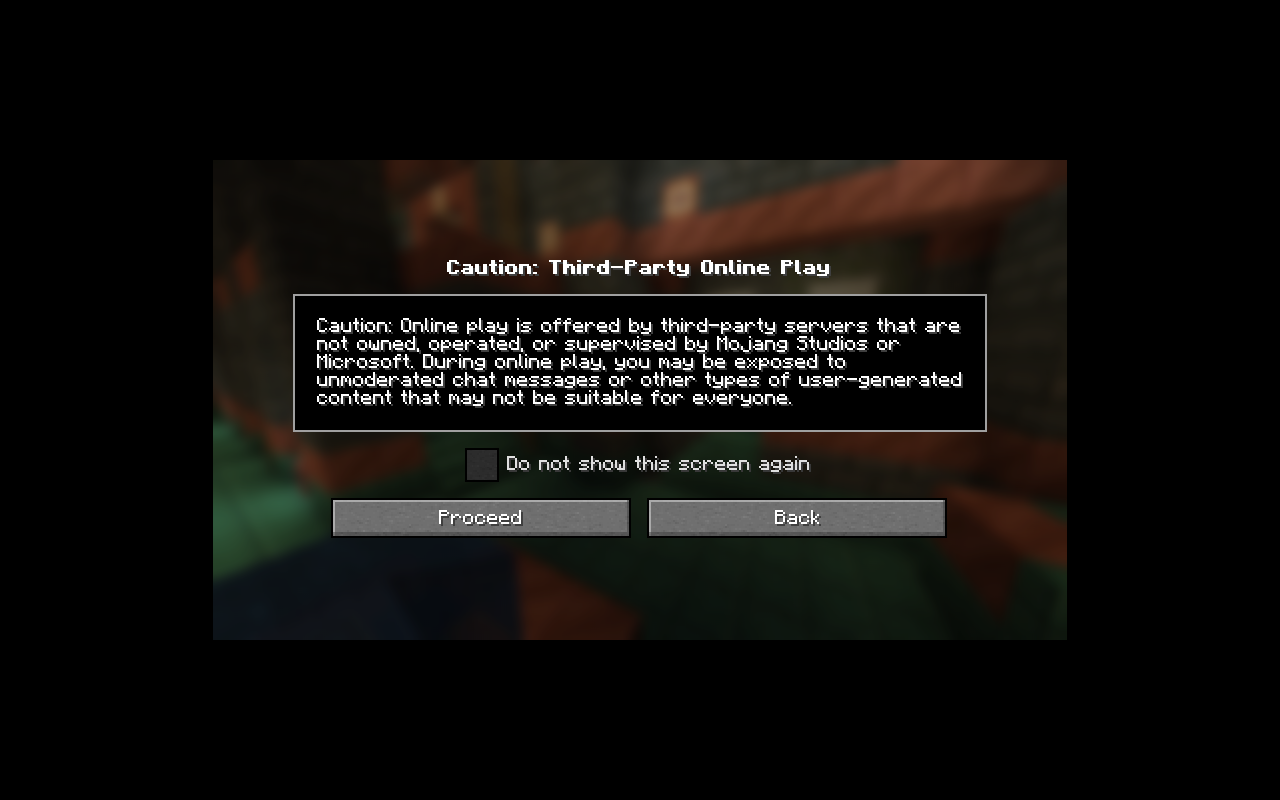 Caution: Third-Party Online Play
Caution: Online play is offered by third-party servers that are
not owned, operated, or supervised by Mojang Studios or
Microsoft. During online play, you may be exposed to
unmoderated chat messages or other types of user-generated
content that may not be suitable for everyone.
Do not show this screen again
Proceed
Back